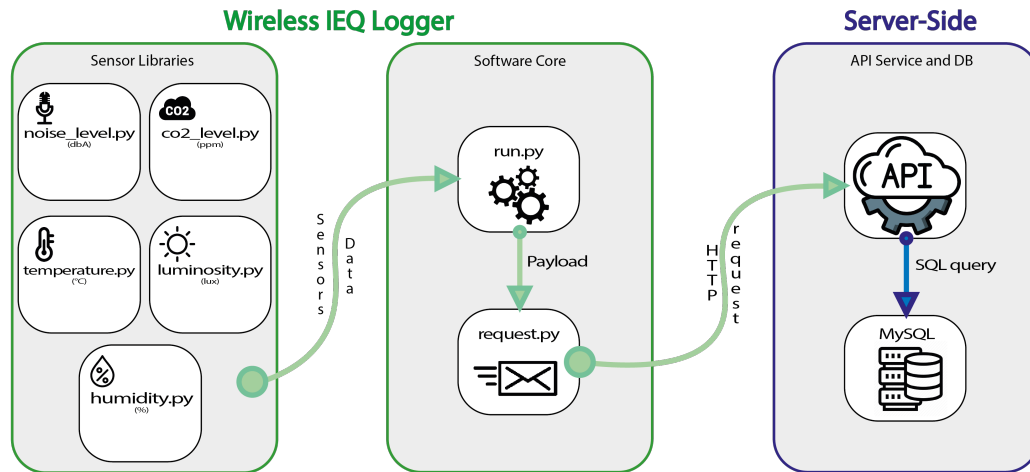 Wireless IEQ Logger
Server-Side
Sensor Libraries
Software Core
API Service and DB
noise_level.py
(dbA)
CO2
co2_level.py
(ppm)
temperature.py
(°C)
luminosity.py
(lux)
humidity.py
(%)
Sensors
Data
run.py
Payload
request.py
HTTP
request
API
SQL query
MySQL